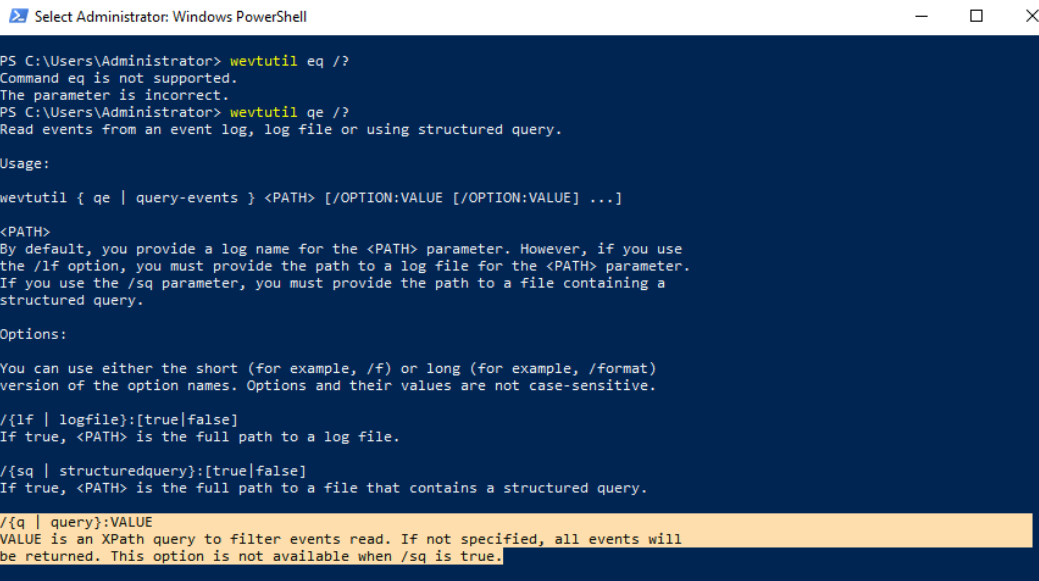 Select Administrator: Windows PowerShell
PS C:\Users\Administrator> wevtutil eq /?
Command eq is not supported.
The parameter is incorrect.
PS C:\Users\Administrator> wevtutil qe /?
Read events from an event log, log file or using structured query.
Usage:
wevtutil { qe | query-events } <PATH> [/OPTION:VALUE [/OPTION:VALUE] ...]
<PATH>
By default, you provide a log name for the <PATH> parameter. However, if you use
the /lf option, you must provide the path to a log file for the <PATH> parameter.
If you use the /sq parameter, you must provide the path to a file containing a
structured query.
Options:
You can use either the short (for example, /f) or long (for example, /format)
version of the option names. Options and their values are not case-sensitive.
/{lf | logfile}:[true|false]
If true, <PATH> is the full path to a log file.
/{sq | structuredquery}:[true|false]
If true, <PATH> is the full path to a file that contains a structured query.
/{q | query}:VALUE
VALUE is an XPath query to filter events read. If not specified, all events will
be returned. This option is not available when /sq is true.